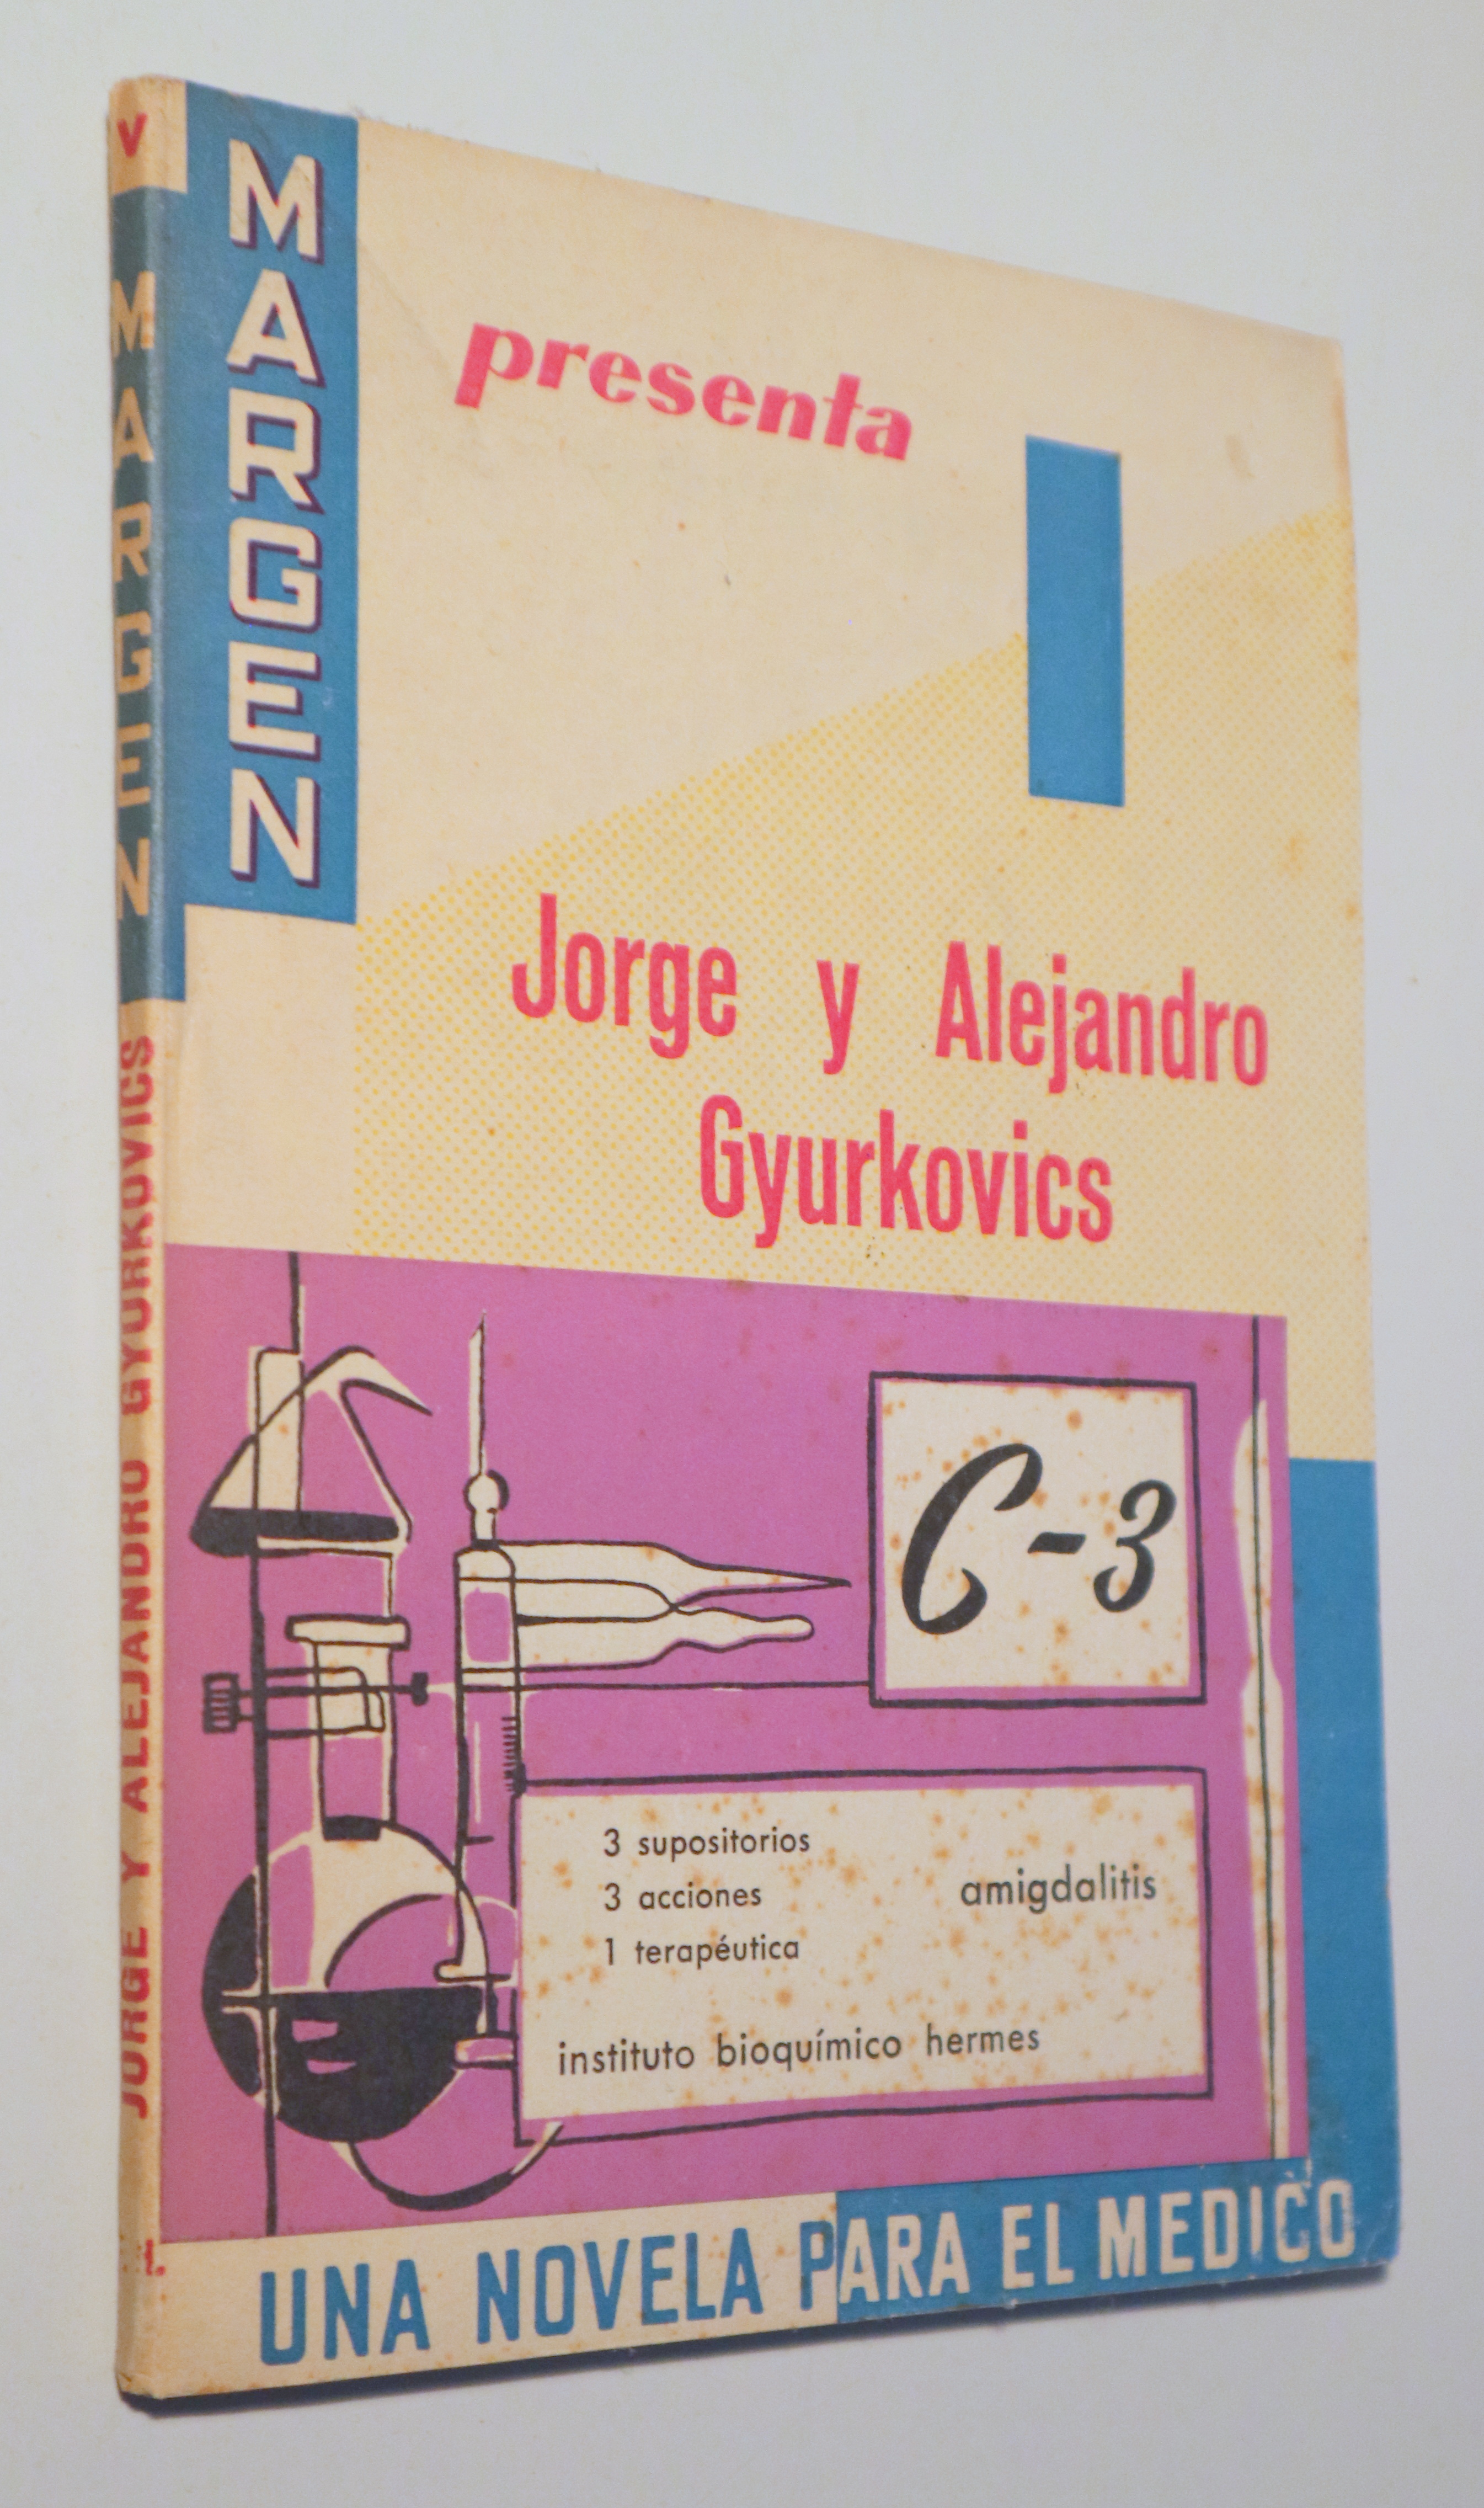 V
MARGEN
JORGE Y ALEJANDRO GYURKOVICS
MARGEN
presenta
Jorge y Alejandro
Gyurkovics
C-3
3 supositorios
3 acciones
1 terapéutica
amigdalitis
instituto bioquímico hermes
UNA NOVELA PARA EL MEDICO